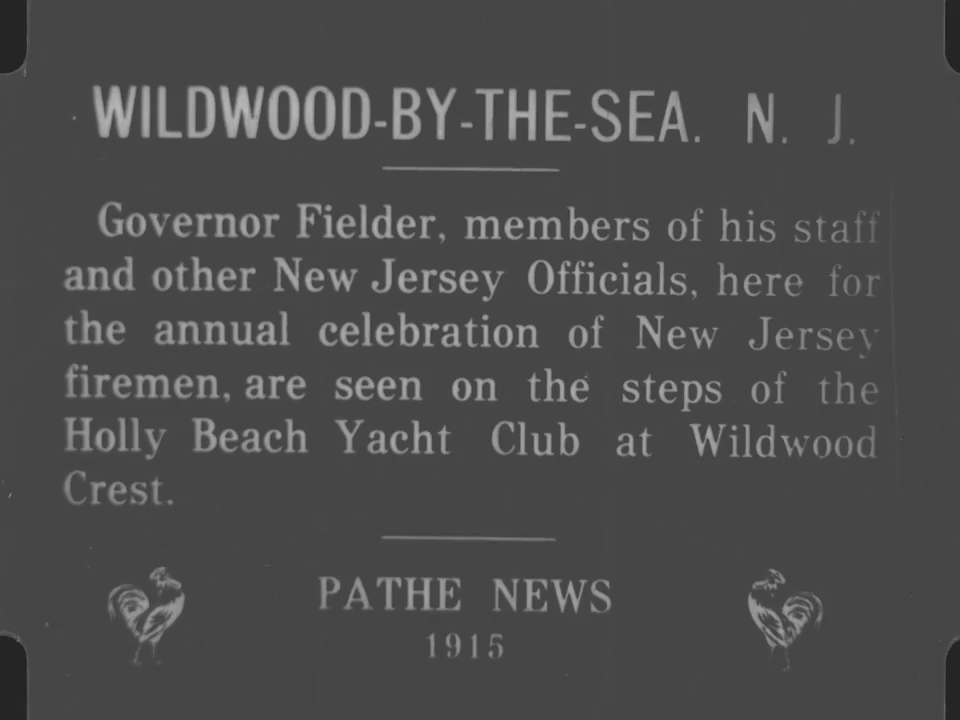 WILDWOOD-BY-THE-SEA. N. J.
Governor Fielder, members of his staff
and other New Jersey Officials, here for
the annual celebration of New Jersey
firemen, are seen on the steps of the
Holly Beach Yacht Club at Wildwood
Crest.
PATHE NEWS
1915